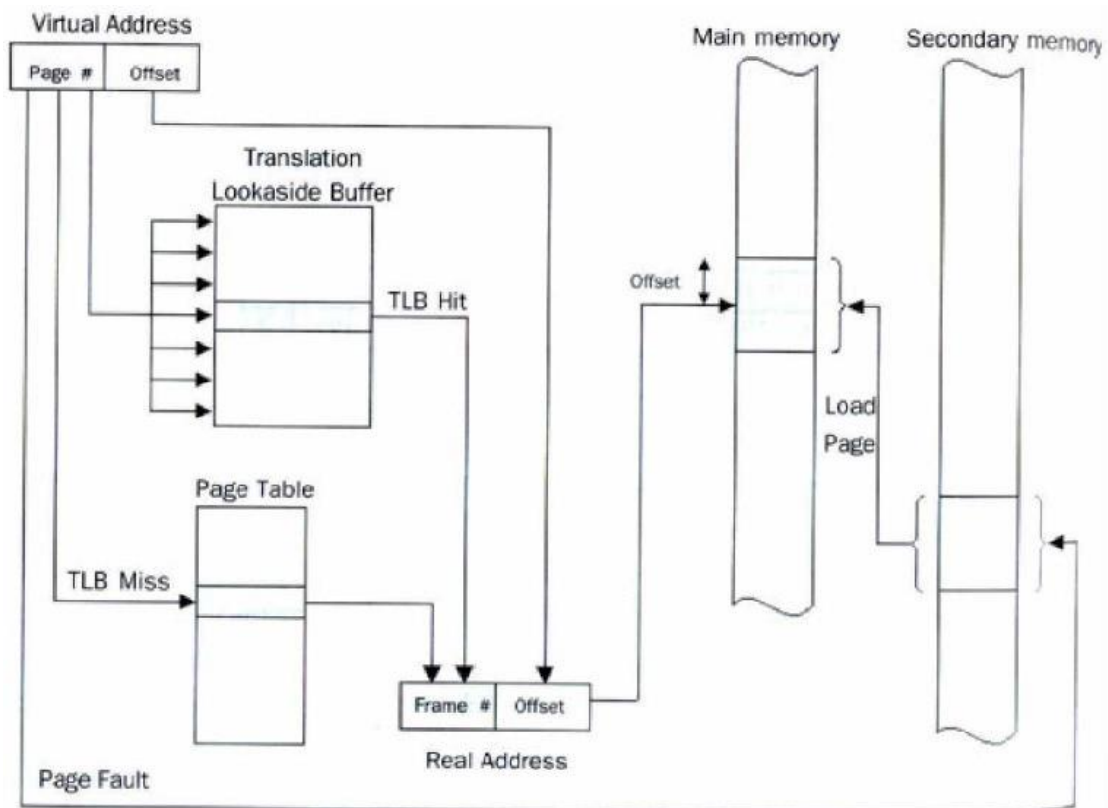 Virtual Address
Page #
Offset
Main memory
Secondary memory
Translation
Lookaside Buffer
TLB Hit
Offset
Load
Page
Page Table
TLB Miss
Frame #
Offset
Real Address
Page Fault